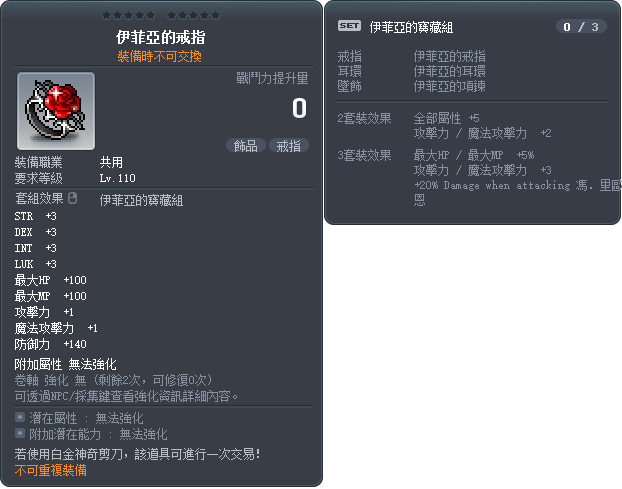 伊菲亞的戒指
裝備時不可交換
戰鬥力提升量
0
飾品 戒指
裝備職業 共用
要求等級 Lv.110
套組效果 伊菲亞的寶藏組
STR +3
DEX +3
INT +3
LUK +3
最大HP +100
最大MP +100
攻擊力 +1
魔法攻擊力 +1
防御力 +140
附加屬性 無法強化
卷軸 強化 無 (剩餘2次, 可修復0次)
可透過NPC/採集鍵查看強化資訊詳細內容。
潛在屬性 : 無法強化
附加潛在能力 : 無法強化
若使用白金神奇剪刀, 該道具可進行一次交易!
不可重複裝備
SET 伊菲亞的寶藏組 0 / 3
戒指 伊菲亞的戒指
耳環 伊菲亞的耳環
墜飾 伊菲亞的項鍊
2套裝效果 全部屬性 +5
攻擊力 / 魔法攻擊力 +2
3套裝效果 最大HP / 最大MP +5%
攻擊力 / 魔法攻擊力 +3
+20% Damage when attacking 馮．里歐
恩